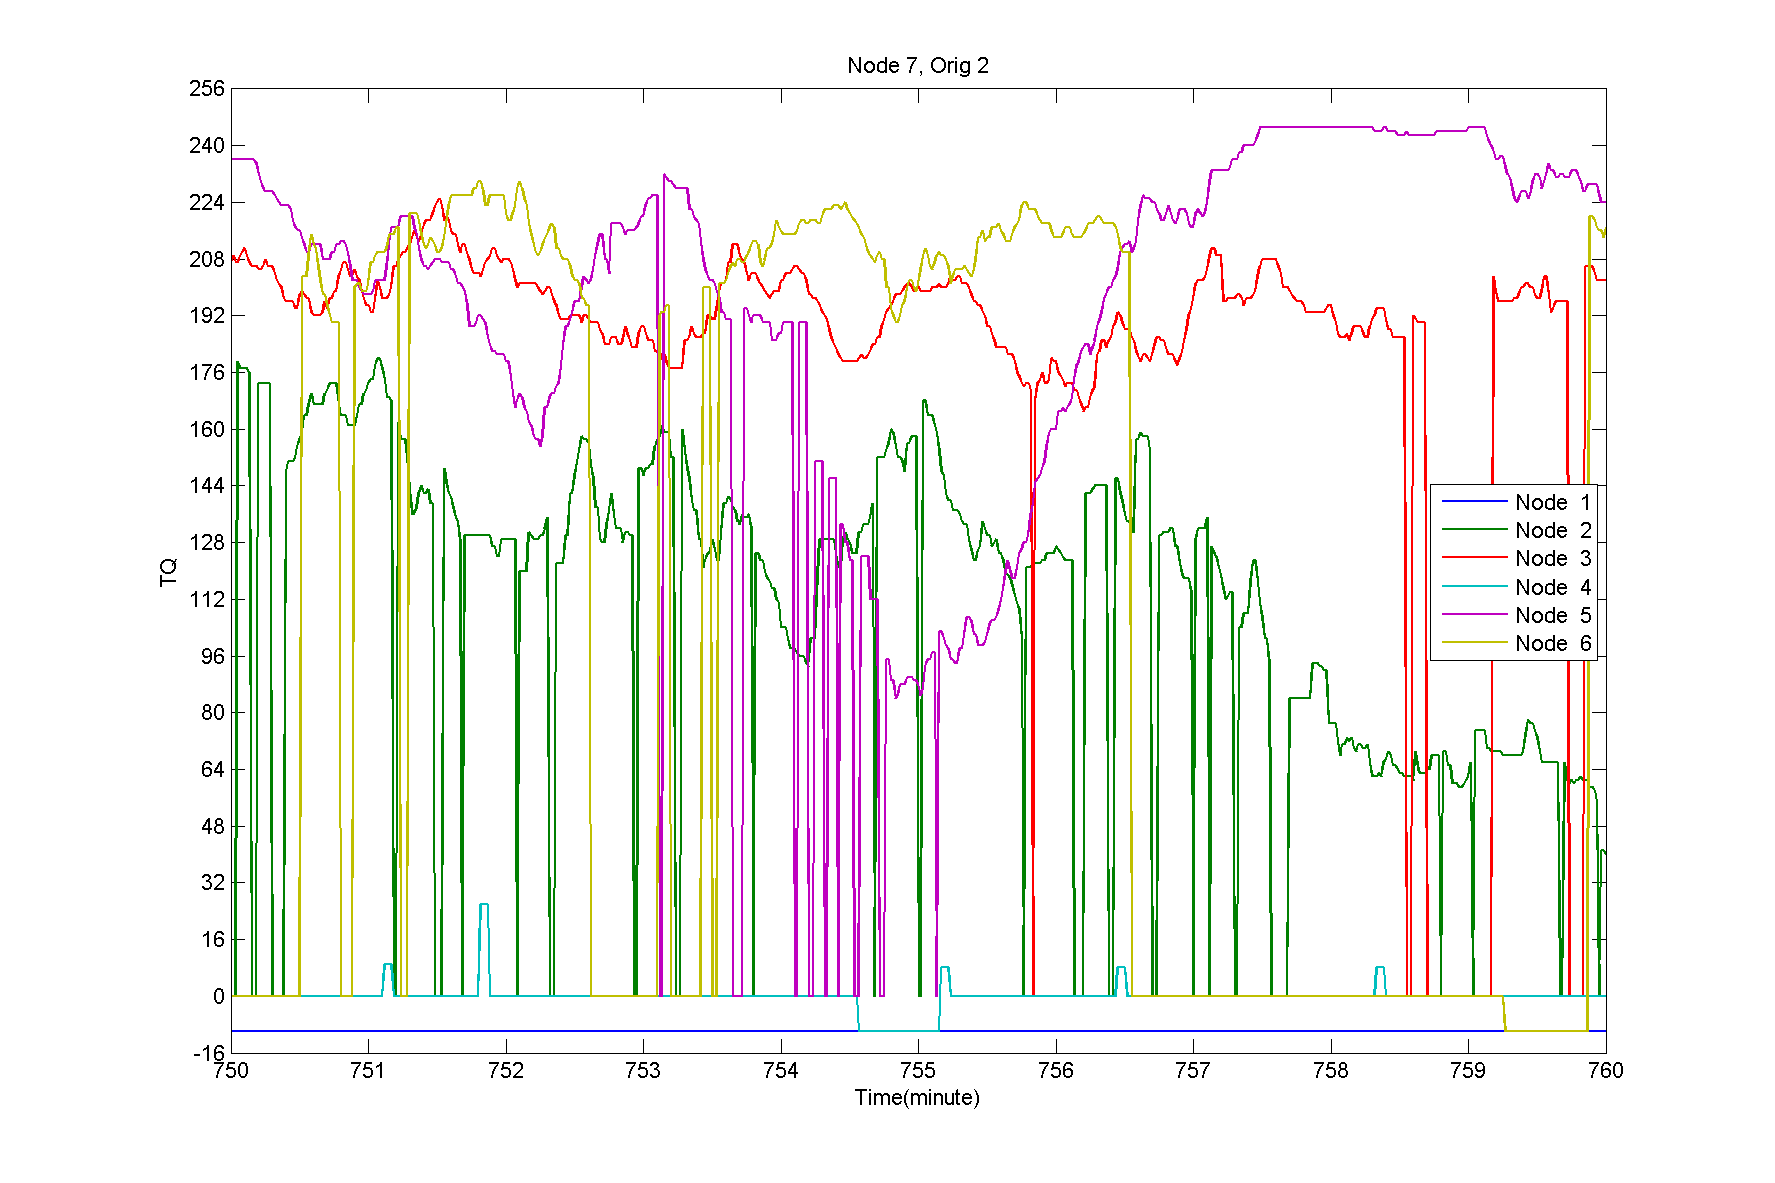 Node 7, Orig 2
256
240
224
208
192
176
160
144
128
112
96
80
64
48
32
16
0
-16
TQ
Node 1
Node 2
Node 3
Node 4
Node 5
Node 6
750 751 752 753 754 755 756 757 758 759 760
Time(minute)